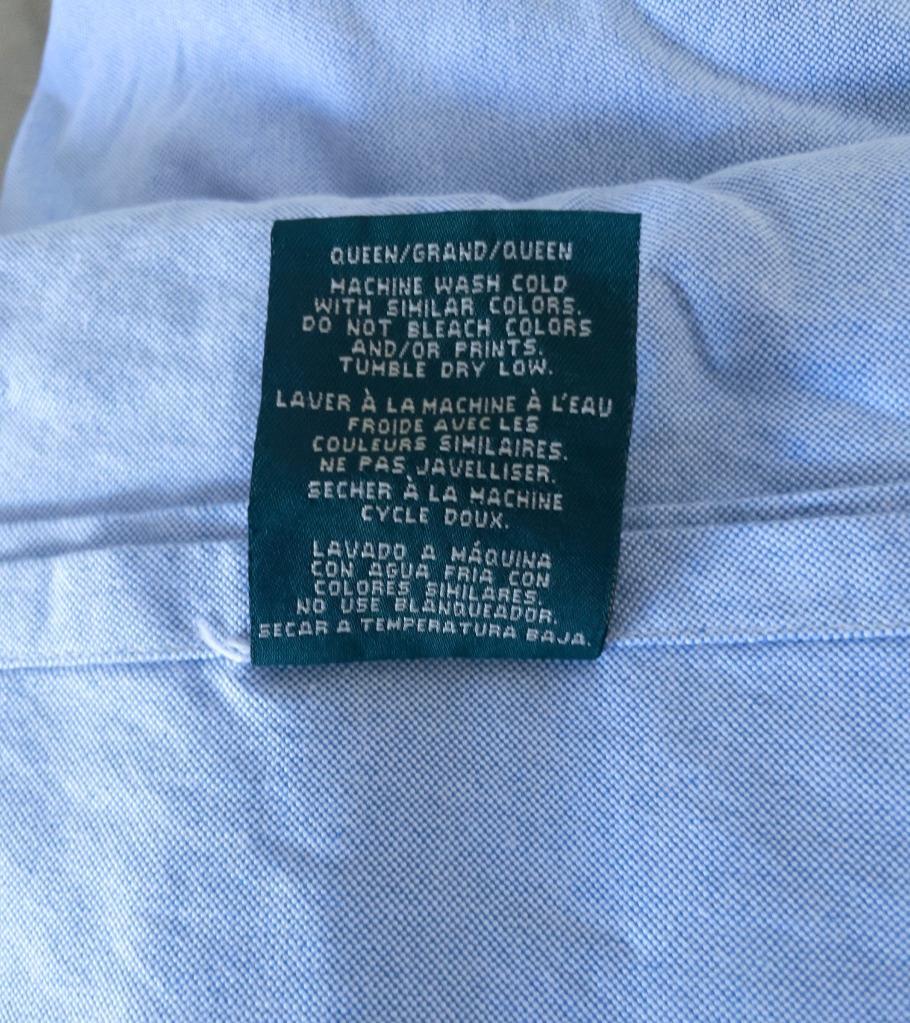 QUEEN/GRAND/QUEEN
MACHINE WASH COLD
WITH SIMILAR COLORS.
DO NOT BLEACH COLORS
AND/OR PRINTS.
TUMBLE DRY LOW.
LAVER À LA MACHINE À L'EAU
FROIDE AVEC LES
COULEURS SIMILAIRES.
NE PAS JAVELLISER.
SECHER À LA MACHINE
CYCLE DOUX.
LAVADO A MÁQUINA
CON AGUA FRIA CON
COLORES SIMILARES.
NO USE BLANQUEADOR.
SECAR A TEMPERATURA BAJA.